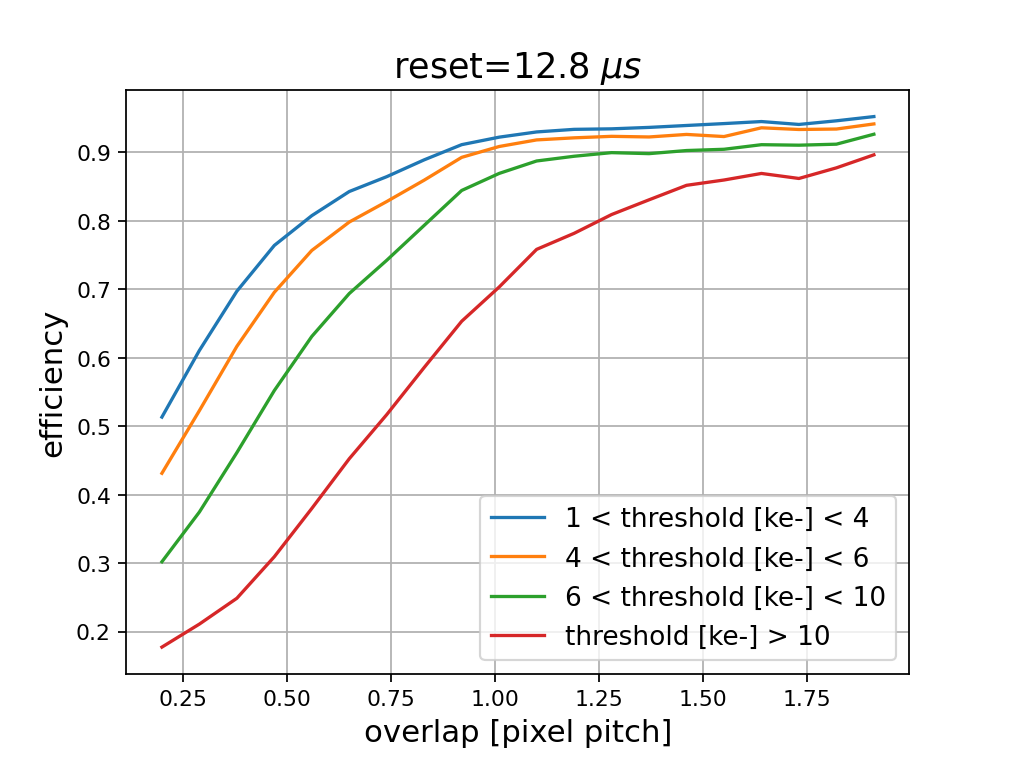 reset=12.8 μs
efficiency
0.9
0.8
0.7
0.6
0.5
0.4
0.3
0.2
1 < threshold [ke-] < 4
4 < threshold [ke-] < 6
6 < threshold [ke-] < 10
threshold [ke-] > 10
0.25 0.50 0.75 1.00 1.25 1.50 1.75
overlap [pixel pitch]